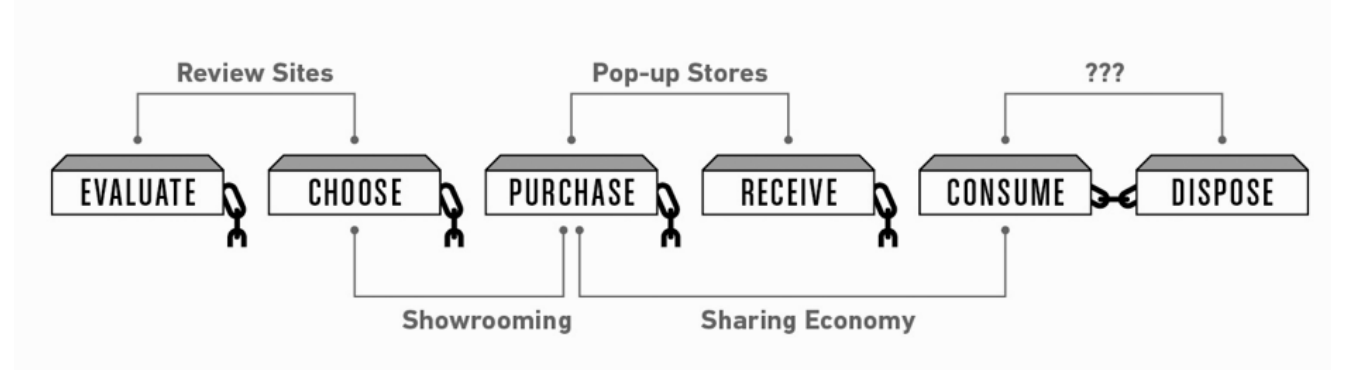 Review Sites
Pop-up Stores
???
EVALUATE
CHOOSE
PURCHASE
RECEIVE
CONSUME
DISPOSE
Showrooming
Sharing Economy